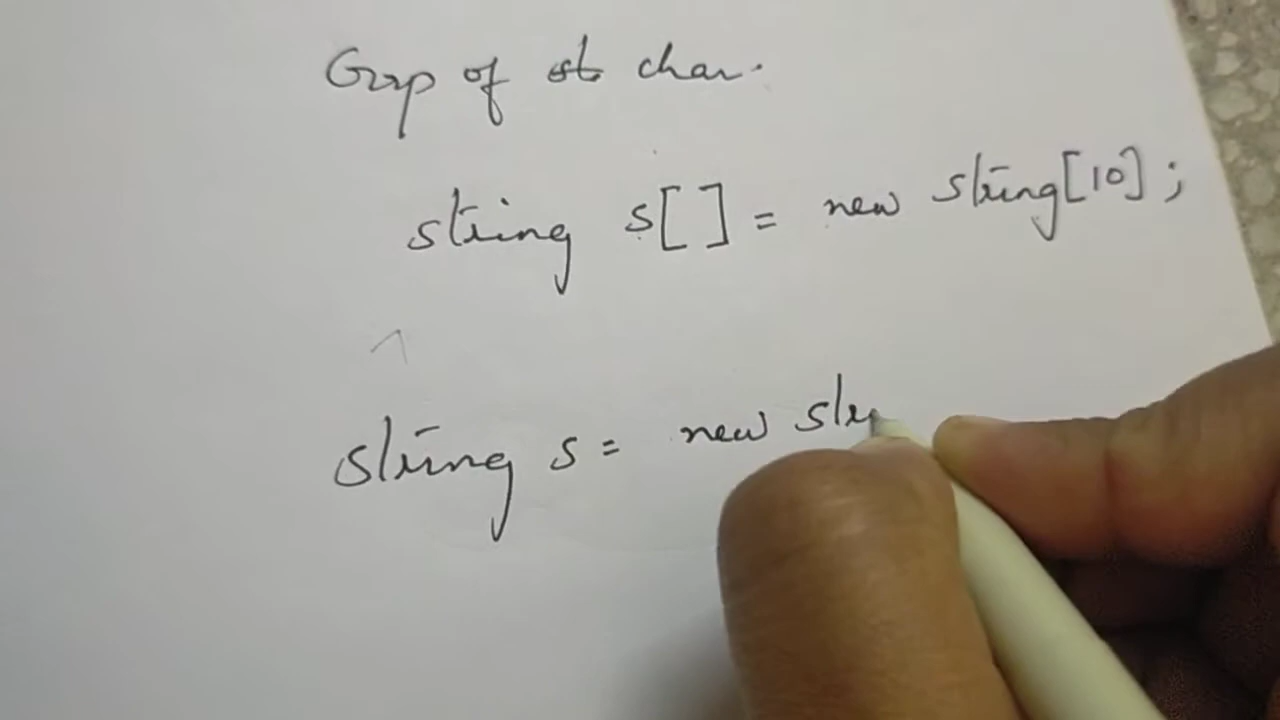 Grp of char.
string s[] = new string[10];
string s = new str